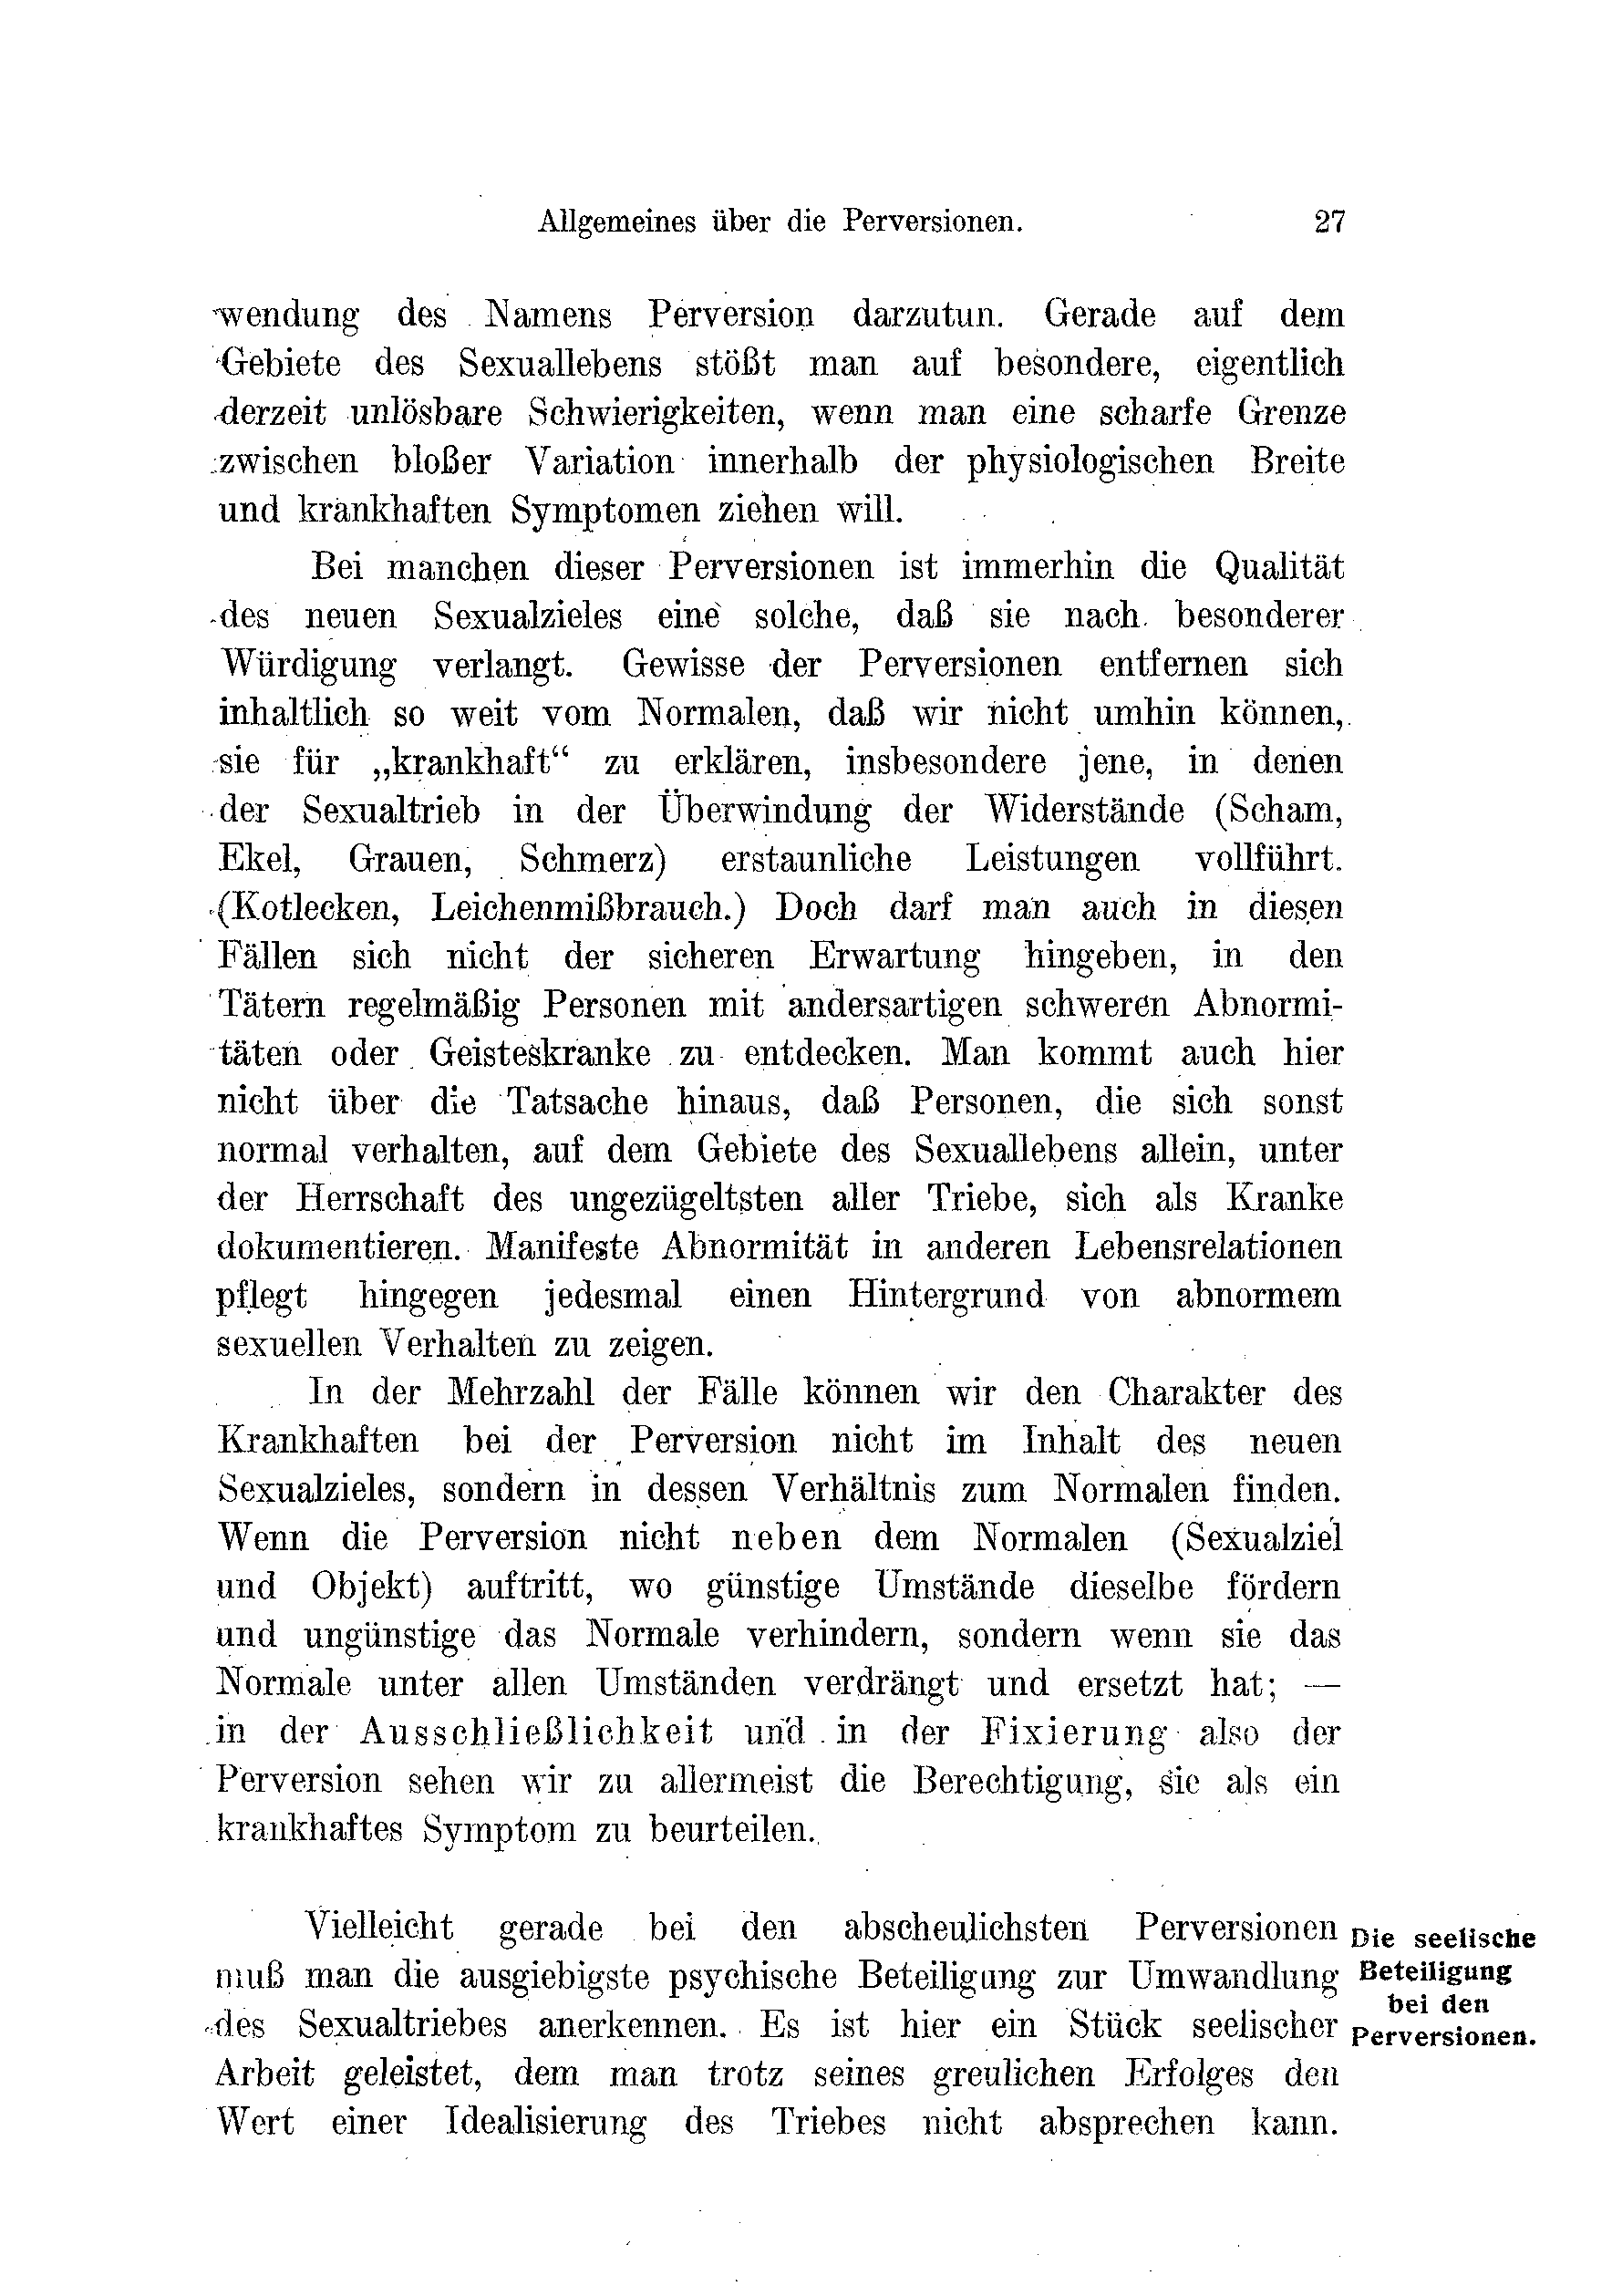 Allgemeines über die Perversionen. 27
wendung des Namens Perversion darzutun. Gerade auf dem
Gebiete des Sexuallebens stößt man auf besondere, eigentlich
derzeit unlösbare Schwierigkeiten, wenn man eine scharfe Grenze
zwischen bloßer Variation innerhalb der physiologischen Breite
und krankhaften Symptomen ziehen will.
Bei manchen dieser Perversionen ist immerhin die Qualität
des neuen Sexualzieles eine solche, daß sie nach besonderer
Würdigung verlangt. Gewisse der Perversionen entfernen sich
inhaltlich so weit vom Normalen, daß wir nicht umhin können,
sie für „krankhaft“ zu erklären, insbesondere jene, in denen
der Sexualtrieb in der Überwindung der Widerstände (Scham,
Ekel, Grauen, Schmerz) erstaunliche Leistungen vollführt.
(Kotlecken, Leichenmißbrauch.) Doch darf man auch in diesen
Fällen sich nicht der sicheren Erwartung hingeben, in den
Tätern regelmäßig Personen mit andersartigen schweren Abnormi-
täten oder Geisteskranke zu entdecken. Man kommt auch hier
nicht über die Tatsache hinaus, daß Personen, die sich sonst
normal verhalten, auf dem Gebiete des Sexuallebens allein, unter
der Herrschaft des ungezügeltsten aller Triebe, sich als Kranke
dokumentieren. Manifeste Abnormität in anderen Lebensrelationen
pflegt hingegen jedesmal einen Hintergrund von abnormem
sexuellen Verhalten zu zeigen.
In der Mehrzahl der Fälle können wir den Charakter des
Krankhaften bei der Perversion nicht im Inhalt des neuen
Sexualzieles, sondern in dessen Verhältnis zum Normalen finden.
Wenn die Perversion nicht neben dem Normalen (Sexualziel
und Objekt) auftritt, wo günstige Umstände dieselbe fördern
und ungünstige das Normale verhindern, sondern wenn sie das
Normale unter allen Umständen verdrängt und ersetzt hat; —
in der Ausschließlichkeit und in der Fixierung also der
Perversion sehen wir zu allermeist die Berechtigung, sie als ein
krankhaftes Symptom zu beurteilen.
Vielleicht gerade bei den abscheulichsten Perversionen
muß man die ausgiebigste psychische Beteiligung zur Umwandlung
des Sexualtriebes anerkennen. Es ist hier ein Stück seelischer
Arbeit geleistet, dem man trotz seines greulichen Erfolges den
Wert einer Idealisierung des Triebes nicht absprechen kann.
Die seelische
Beteiligung
bei den
Perversionen.